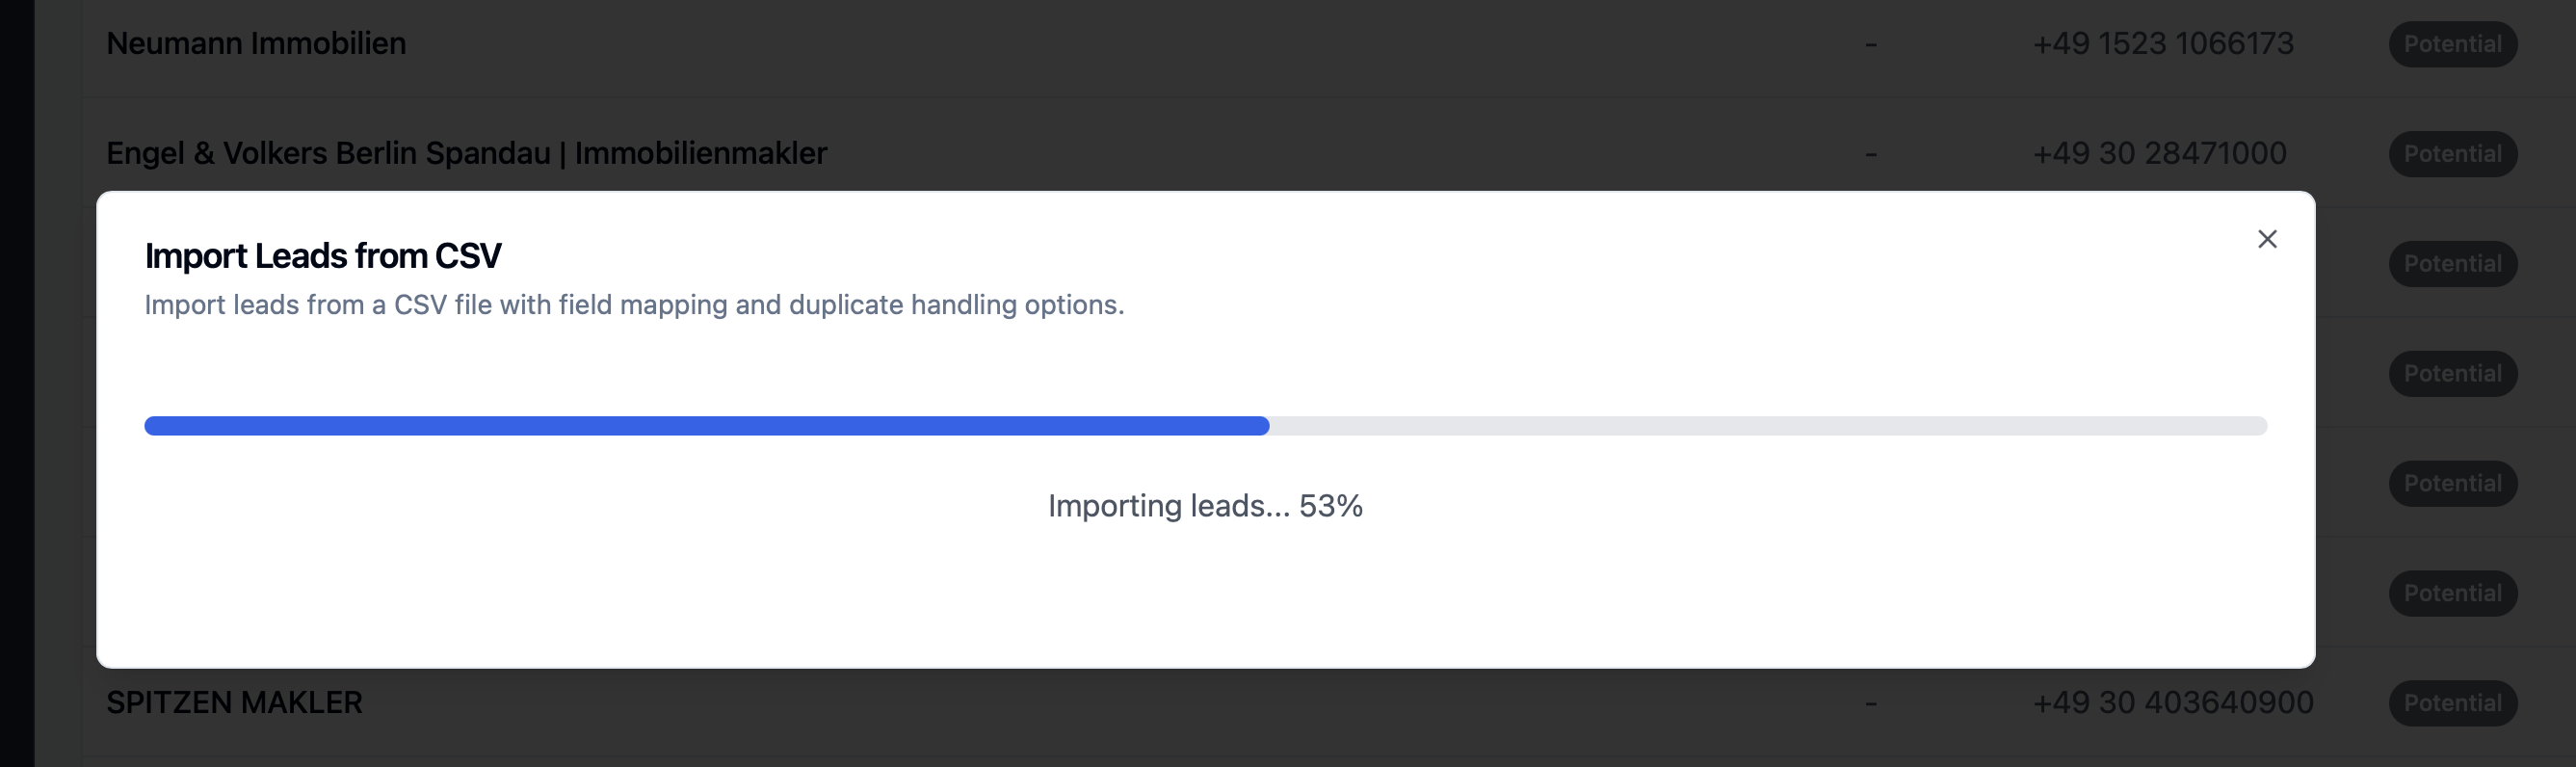 Neumann Immobilien - +49 1523 1066173 Potential
Engel & Volkers Berlin Spandau | Immobilienmakler - +49 30 28471000 Potential
Import Leads from CSV
Import leads from a CSV file with field mapping and duplicate handling options.
Potential
Potential
Importing leads... 53%
Potential
Potential
SPITZEN MAKLER - +49 30 403640900 Potential